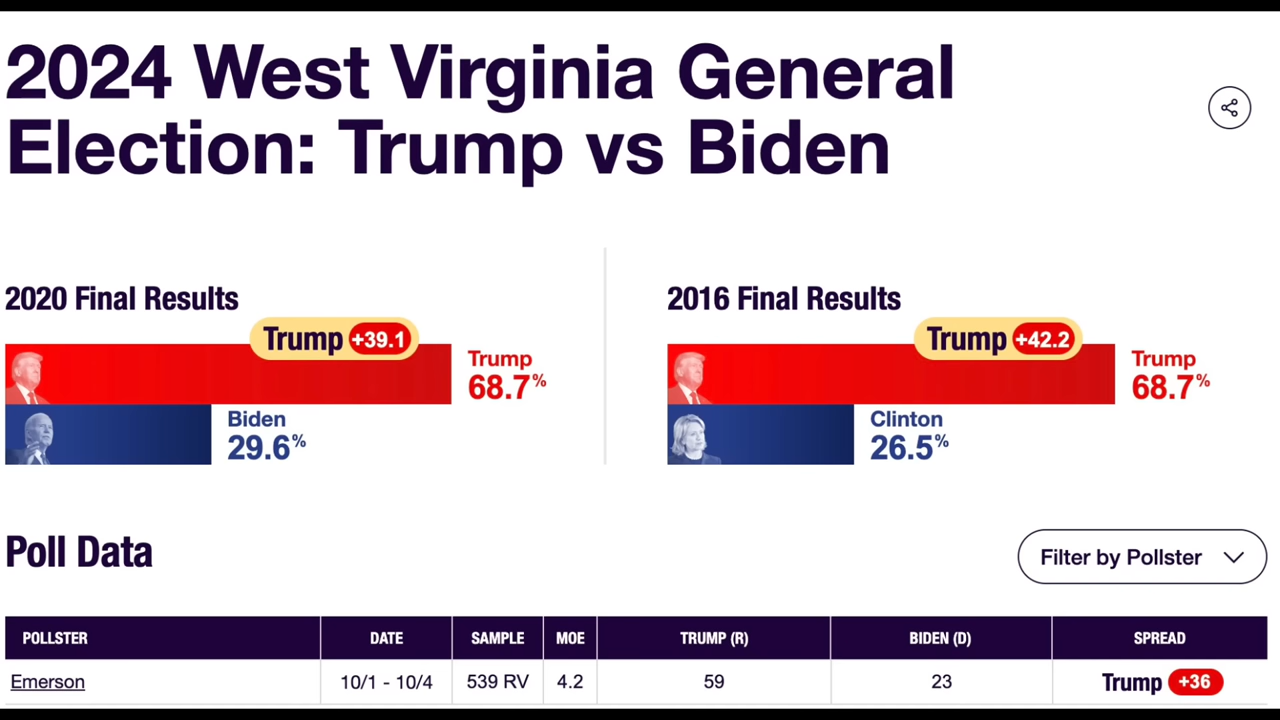 2024 West Virginia General
Election: Trump vs Biden
2020 Final Results
Trump +39.1
Trump
68.7%
Biden
29.6%
2016 Final Results
Trump +42.2
Trump
68.7%
Clinton
26.5%
Poll Data
Filter by Pollster
POLLSTER DATE SAMPLE MOE TRUMP (R) BIDEN (D) SPREAD
Emerson 10/1 - 10/4 539 RV 4.2 59 23 Trump +36